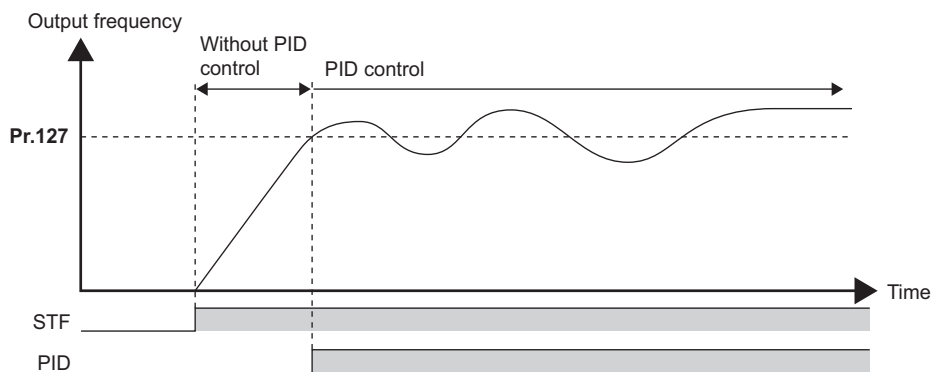 Output frequency
Without PID
control
PID control
Pr.127
Time
STF
PID